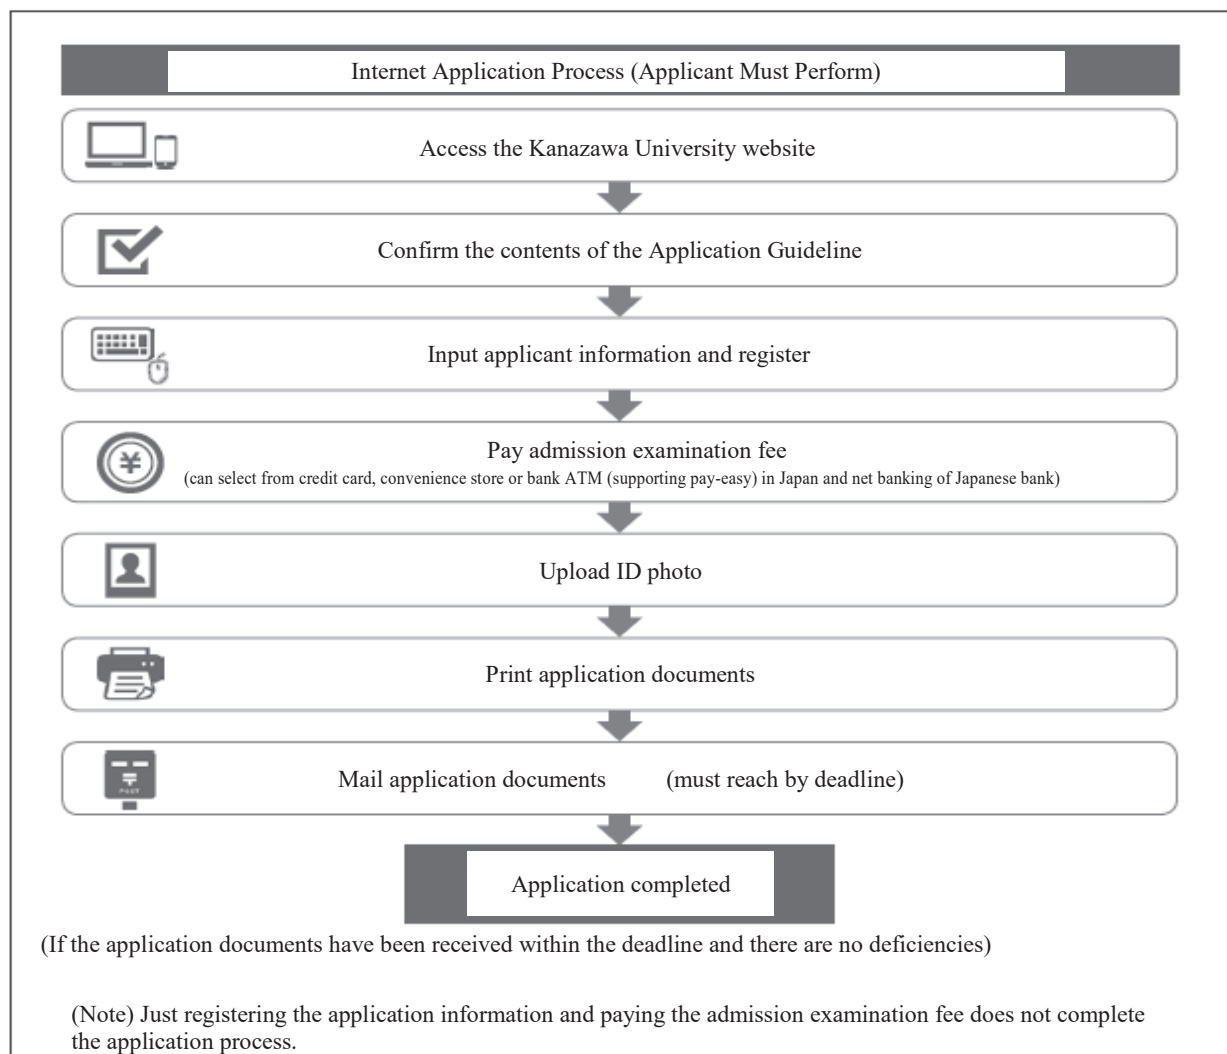 Internet Application Process (Applicant Must Perform)
Access the Kanazawa University website
Confirm the contents of the Application Guideline
Input applicant information and register
¥
Pay admission examination fee
(can select from credit card, convenience store or bank ATM (supporting pay-easy) in Japan and net banking of Japanese bank)
Upload ID photo
Print application documents
〒
POST
Mail application documents (must reach by deadline)
Application completed
(If the application documents have been received within the deadline and there are no deficiencies)
(Note) Just registering the application information and paying the admission examination fee does not complete
the application process.